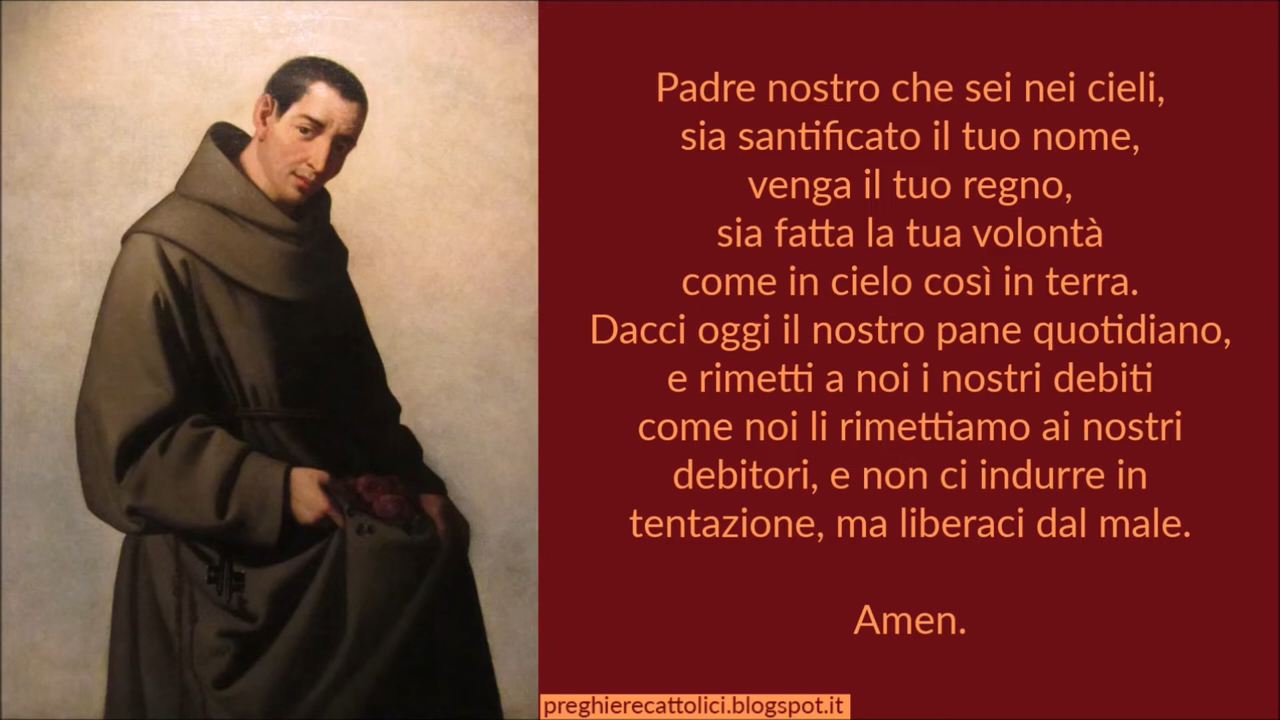 Padre nostro che sei nei cieli,
sia santificato il tuo nome,
venga il tuo regno,
sia fatta la tua volontà
come in cielo così in terra.
Dacci oggi il nostro pane quotidiano,
e rimetti a noi i nostri debiti
come noi li rimettiamo ai nostri
debitori, e non ci indurre in
tentazione, ma liberaci dal male.
Amen.
preghierecattolici.blogspot.it